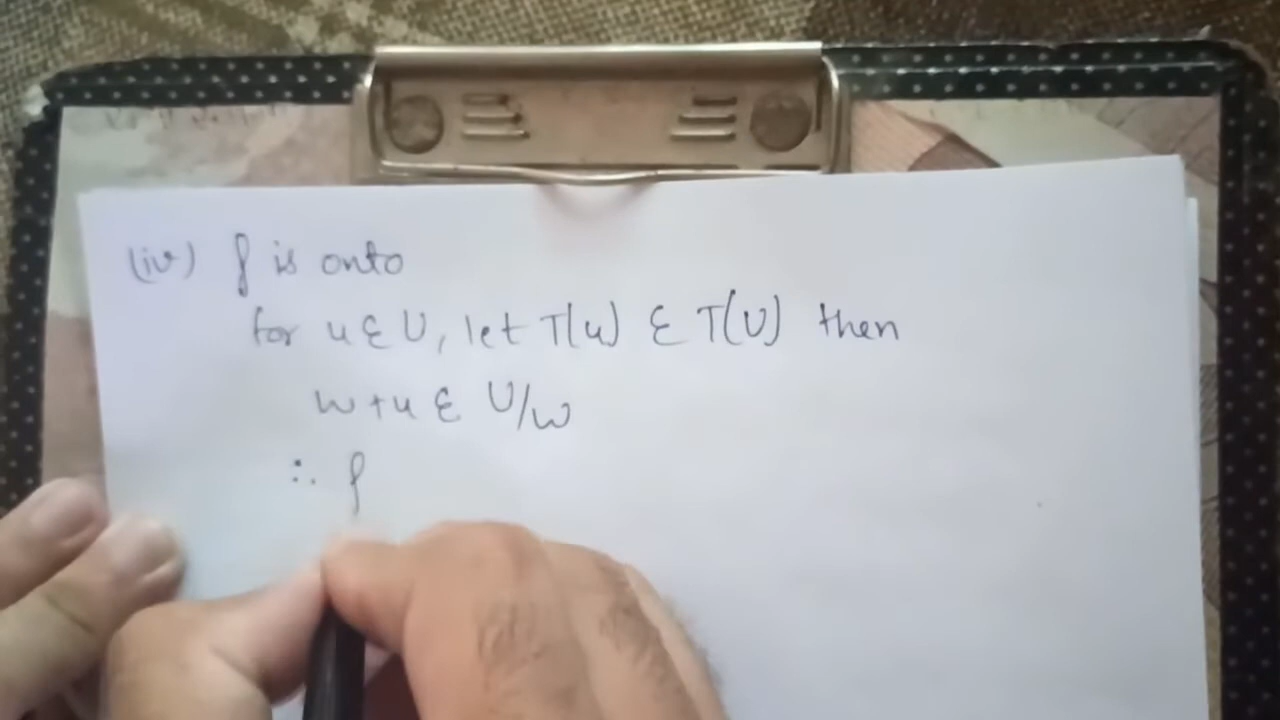 (iv) f is onto
for u ∈ U, let T(u) ∈ T(U) then
w + u ∈ U/w
∴ f